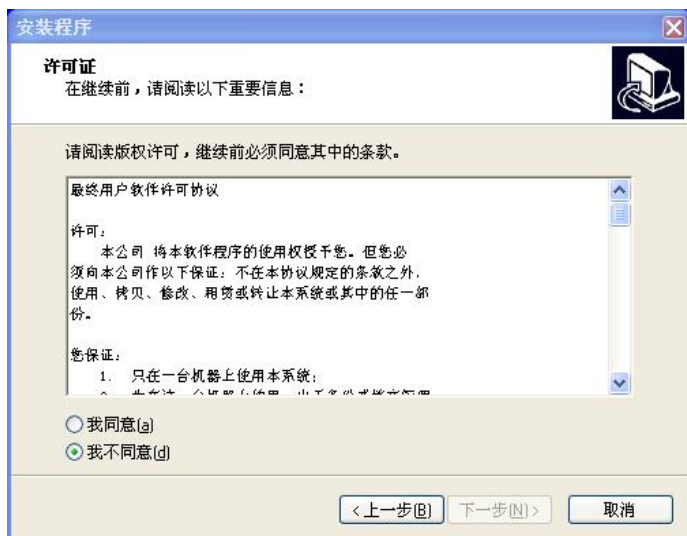 安装程序
许可证
在继续前，请阅读以下重要信息：
请阅读版权许可，继续前必须同意其中的条款。
最终用户软件许可协议
许可：
本公司 将本软件程序的使用权授予您。但您必
须向本公司作以下保证：不在本协议规定的条款之外，
使用、拷贝、修改、租赁或转让本系统或其中的任一部
份。
您保证：
1. 只在一台机器上使用本系统；
我同意(a)
我不同意(d)
<上一步(B) 下一步(N)> 取消